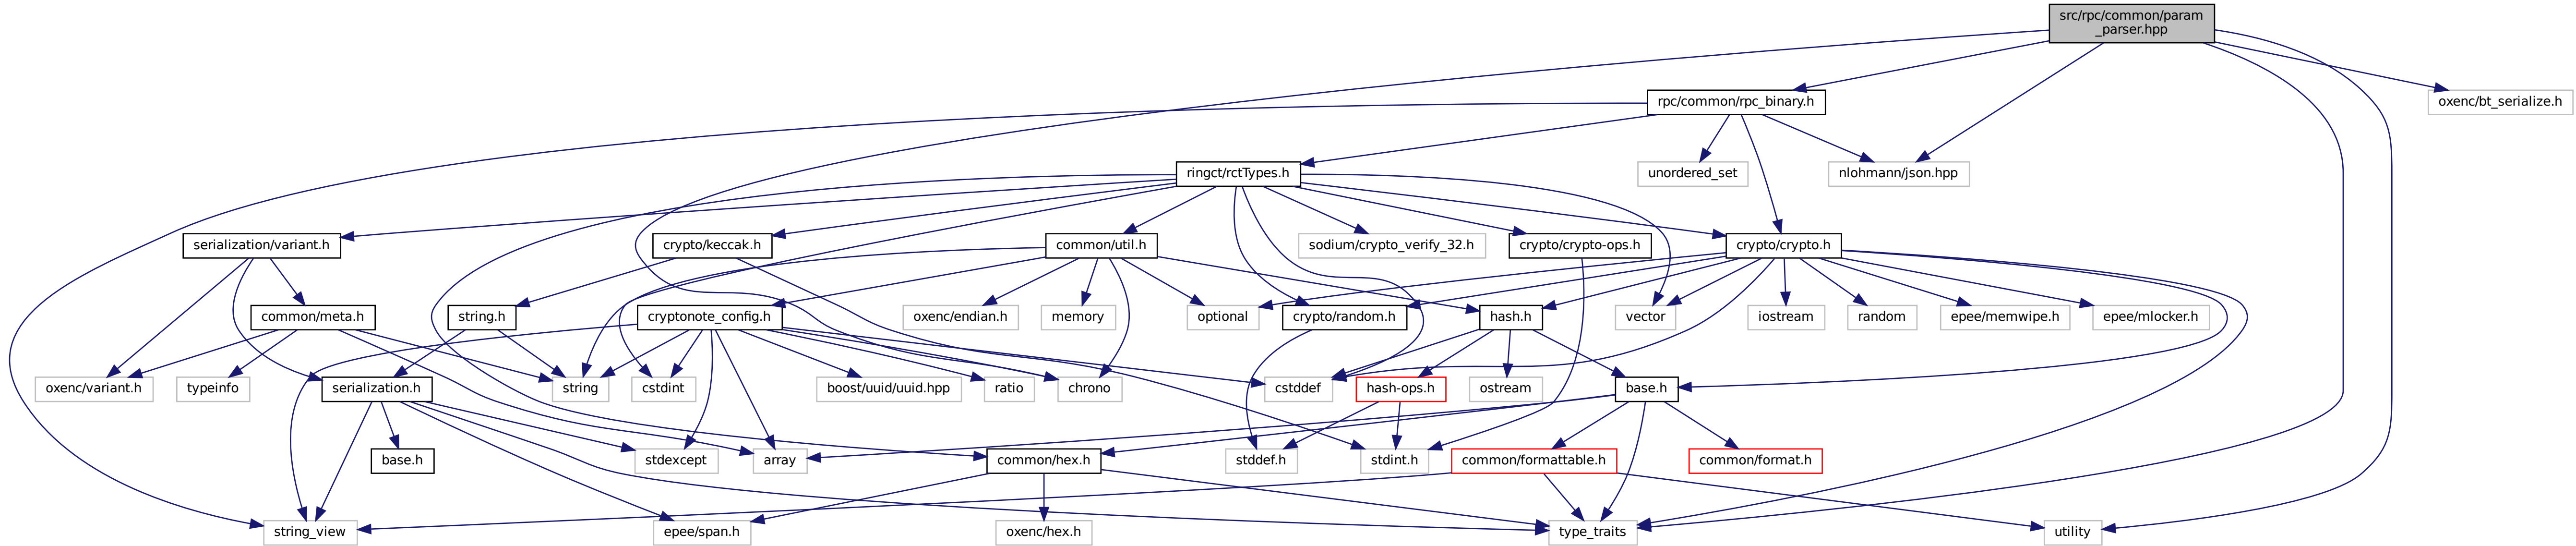 src/rpc/common/param
_parser.hpp
rpc/common/rpc_binary.h
oxenc/bt_serialize.h
ringct/rctTypes.h
unordered_set
nlohmann/json.hpp
serialization/variant.h
crypto/keccak.h
common/util.h
sodium/crypto_verify_32.h
crypto/crypto-ops.h
crypto/crypto.h
common/meta.h
string.h
cryptonote_config.h
oxenc/endian.h
memory
optional
crypto/random.h
hash.h
vector
iostream
random
epee/memwipe.h
epee/mlocker.h
oxenc/variant.h
typeinfo
serialization.h
string
cstdint
boost/uuid/uuid.hpp
ratio
chrono
cstddef
hash-ops.h
ostream
base.h
base.h
stdexcept
array
common/hex.h
stddef.h
stdint.h
common/formattable.h
common/format.h
string_view
epee/span.h
oxenc/hex.h
type_traits
utility